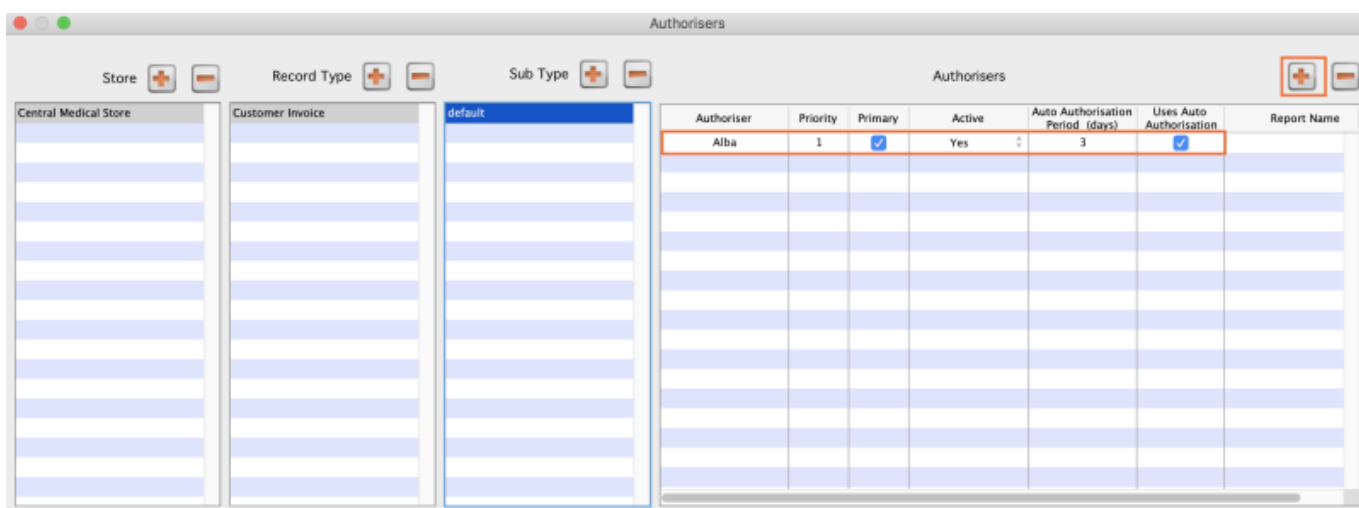 Authorisers
Store Record Type Sub Type Authorisers
Central Medical Store Customer Invoice default
Authoriser Priority Primary Active Auto Authorisation Period (days) Uses Auto Authorisation Report Name
Alba 1 Yes 3